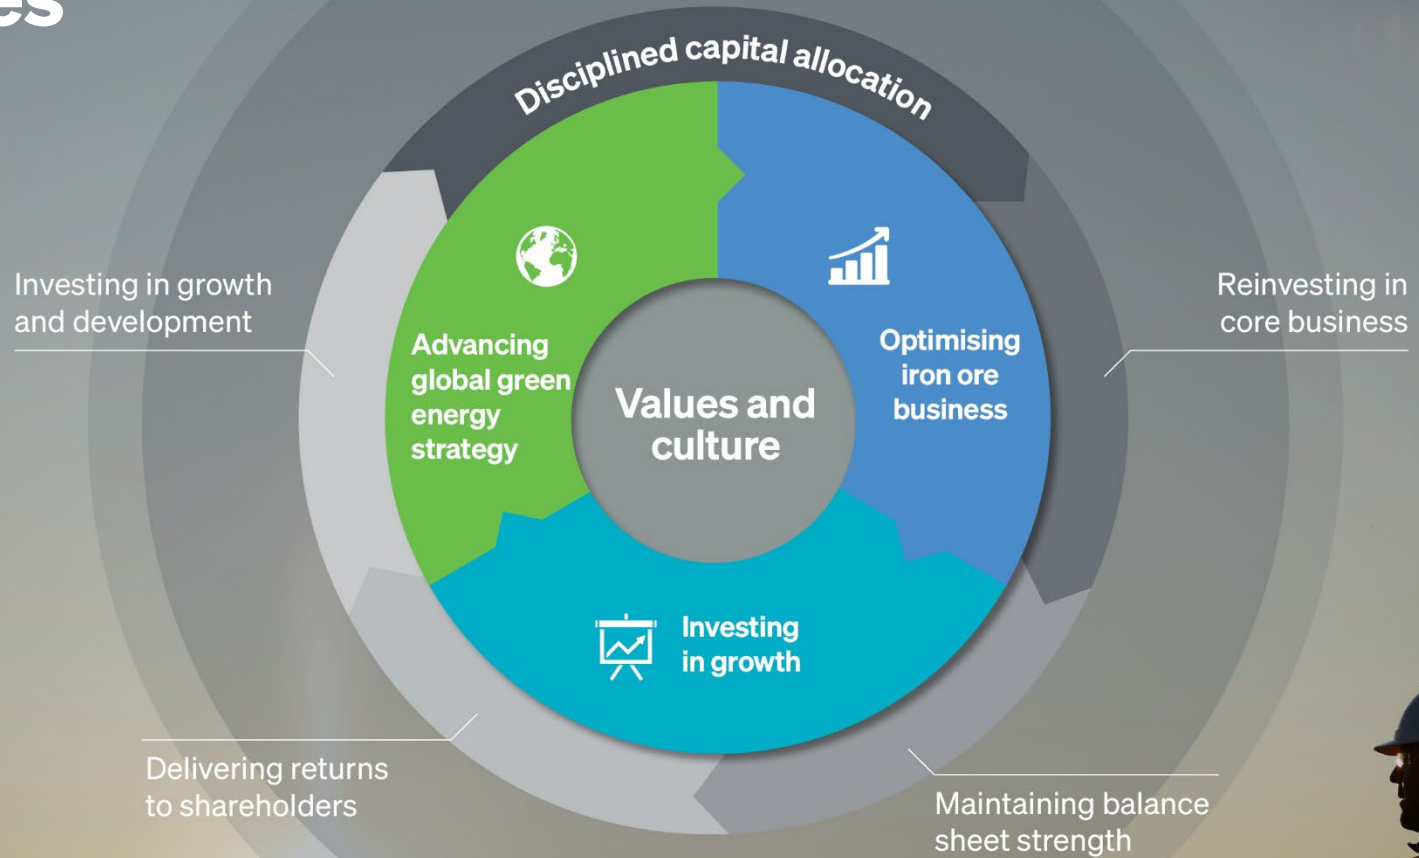 Disciplined capital allocation
Investing in growth
and development
Reinvesting in
core business
Advancing
global green
energy
strategy
Optimising
iron ore
business
Values and
culture
Investing
in growth
Delivering returns
to shareholders
Maintaining balance
sheet strength